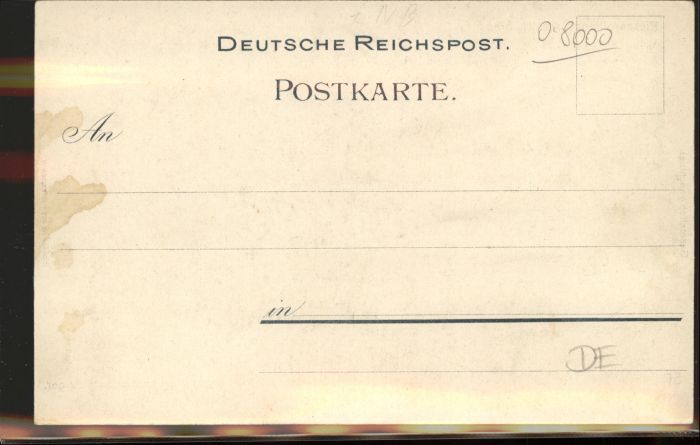 DEUTSCHE REICHSPOST.
0.8000
POSTKARTE.
An
in
DE